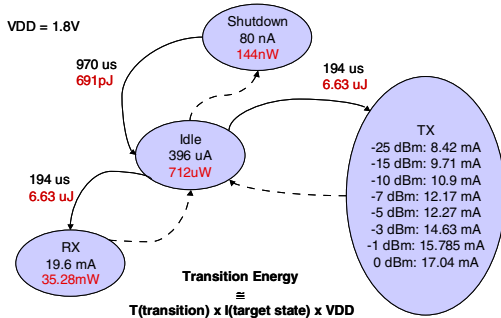 VDD = 1.8V
Shutdown
80 nA
144nW
970 us
691pJ
194 us
6.63 uJ
Idle
396 uA
712uW
TX
-25 dBm: 8.42 mA
-15 dBm: 9.71 mA
-10 dBm: 10.9 mA
-7 dBm: 12.17 mA
-5 dBm: 12.27 mA
-3 dBm: 14.63 mA
-1 dBm: 15.785 mA
0 dBm: 17.04 mA
194 us
6.63 uJ
RX
19.6 mA
35.28mW
Transition Energy
≅
T(transition) x I(target state) x VDD